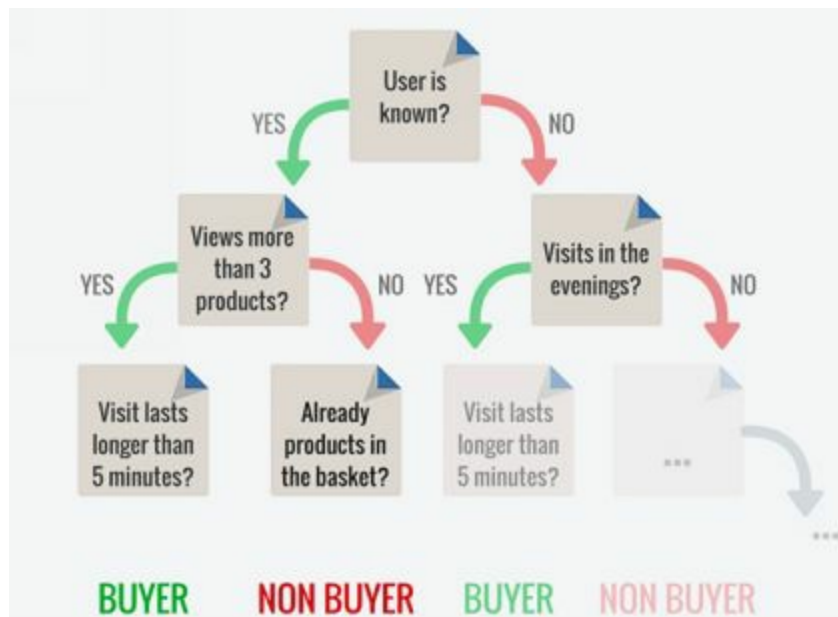 User is
known?
YES
NO
Views more
than 3
products?
Visits in the
evenings?
YES
NO
YES
NO
Visit lasts
longer than
5 minutes?
Already
products in
the basket?
Visit lasts
longer than
5 minutes?
...
...
BUYER
NON BUYER
BUYER
NON BUYER